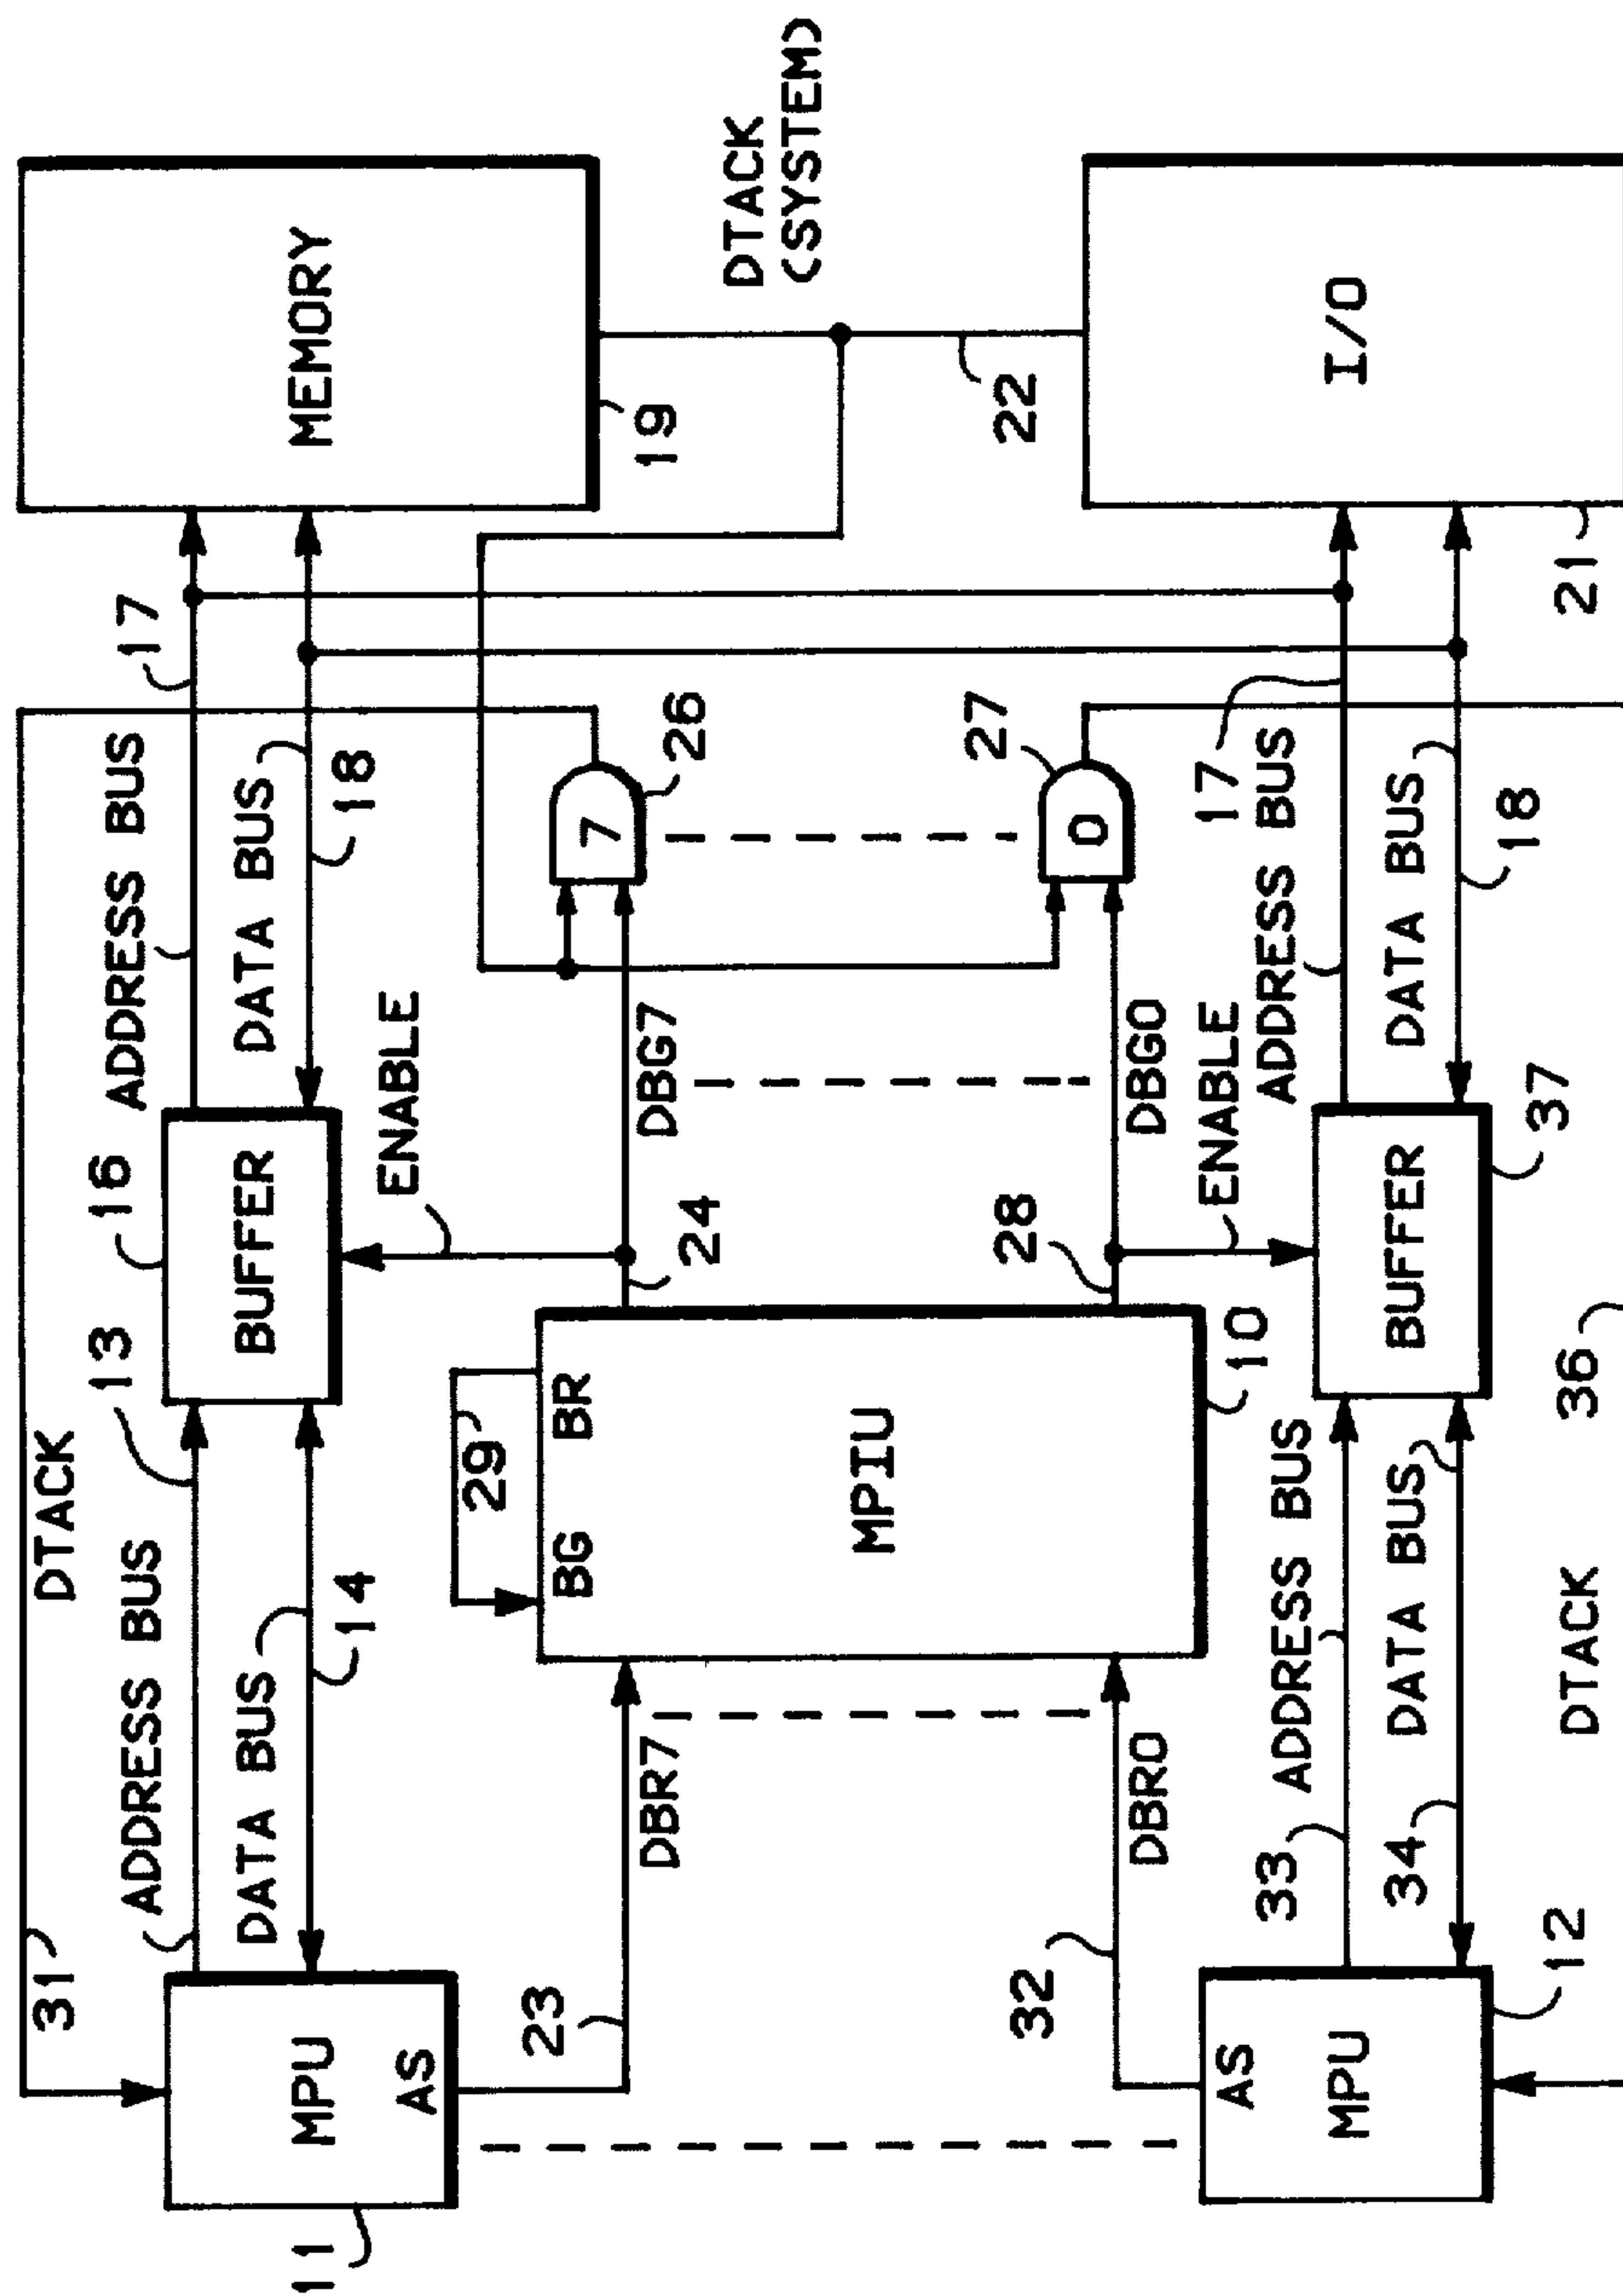 31
DTACK
11
MPU
AS
ADDRESS BUS
13
DATA BUS
14
16
BUFFER
ADDRESS BUS
17
DATA BUS
18
MEMORY
19
ENABLE
23
DBR7
29
BG BR
MPIU
10
24
DBG7
7
26
DTACK
(SYSTEM)
22
32
DBR0
28
DBG0
0
27
ENABLE
AS
MPU
12
33
ADDRESS BUS
34
DATA BUS
BUFFER
37
17
ADDRESS BUS
DATA BUS
18
I/O
21
DTACK
36